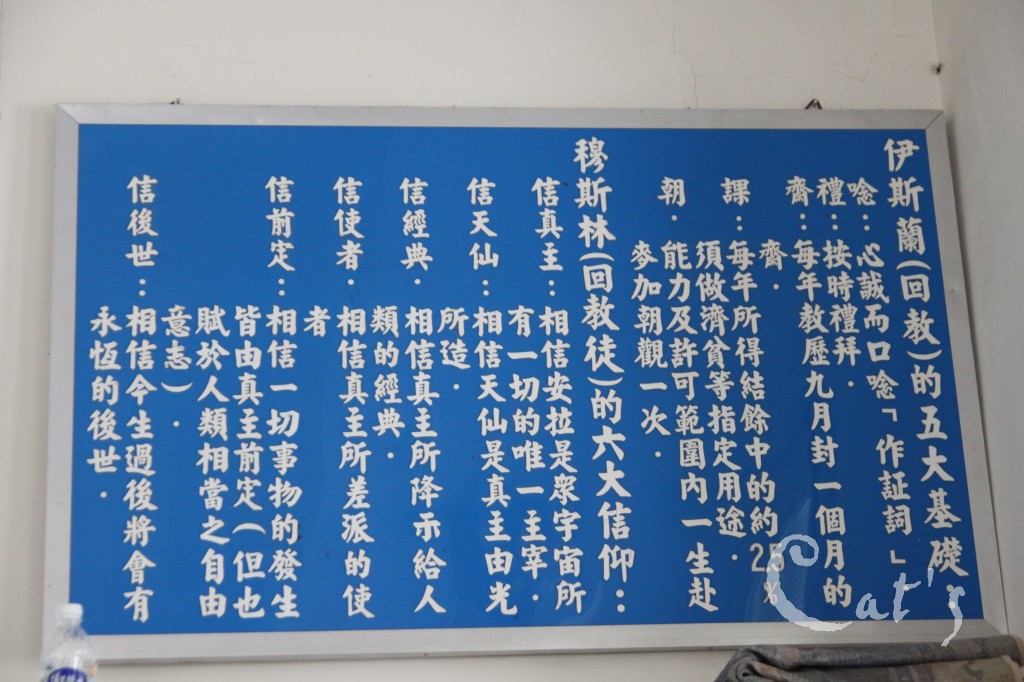 伊斯蘭(回教)的五大基礎
唸:心誠而口唸「作証詞」
禮:按時禮拜.
齋:每年教歷九月封一個月的
齋.
課:每年所得結餘中的約2.5%
須做濟貧等指定用途.
朝.能力及許可範圍內一生赴
參加朝觀一次.
穆斯林(回教徒)的六大信仰:
信真主:相信安拉是眾宇宙所
有一切的唯一主宰.
信天仙:相信天仙是真主由光
所造.
信經典.相信真主所降示給人
類的經典.
信使者.相信真主所差派的使
者
信前定:相信一切事物的發生
皆由真主前定(但也
賦於人類相當之自由
意志).
信後世:相信今生過後將會有
永恆的後世.
Cat's